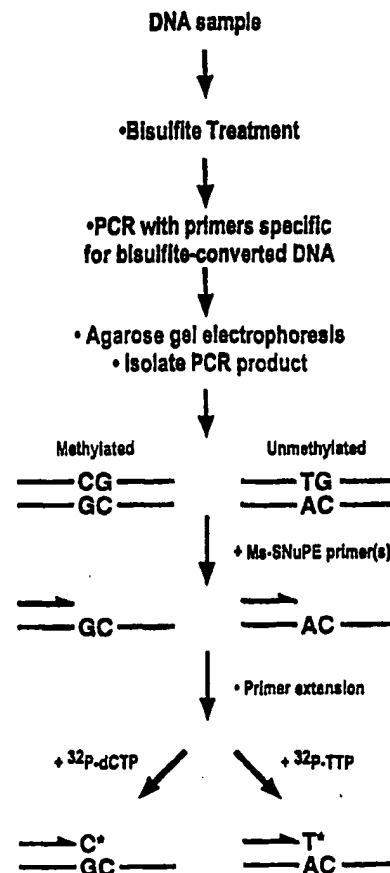 DNA sample
•Bisulfite Treatment
•PCR with primers specific
for bisulfite-converted DNA
• Agarose gel electrophoresis
• Isolate PCR product
Methylated Unmethylated
CG TG
GC AC
+ Ms-SNuPE primer(s)
GC AC
• Primer extension
+ ³²P-dCTP + ³²P-TTP
C* T*
GC AC